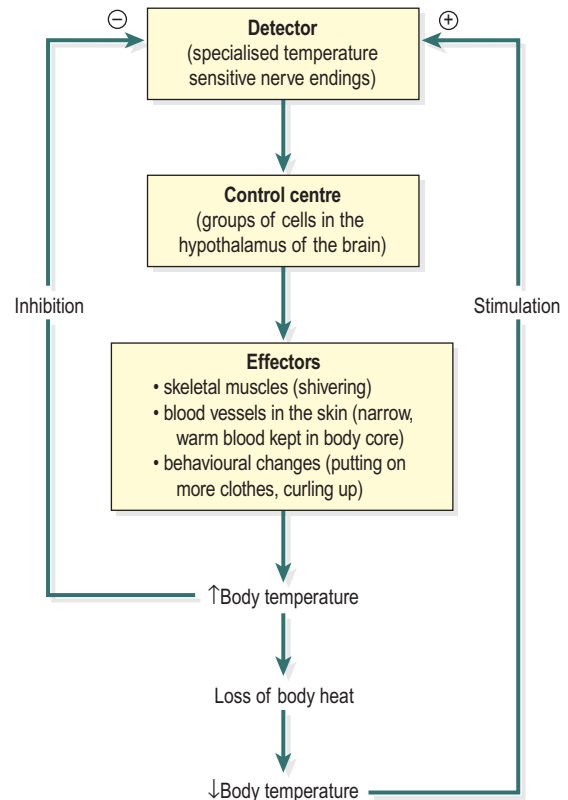 ⊖
⊕
Detector
(specialised temperature
sensitive nerve endings)
Control centre
(groups of cells in the
hypothalamus of the brain)
Inhibition
Stimulation
Effectors
• skeletal muscles (shivering)
• blood vessels in the skin (narrow,
warm blood kept in body core)
• behavioural changes (putting on
more clothes, curling up)
↑Body temperature
Loss of body heat
↓Body temperature